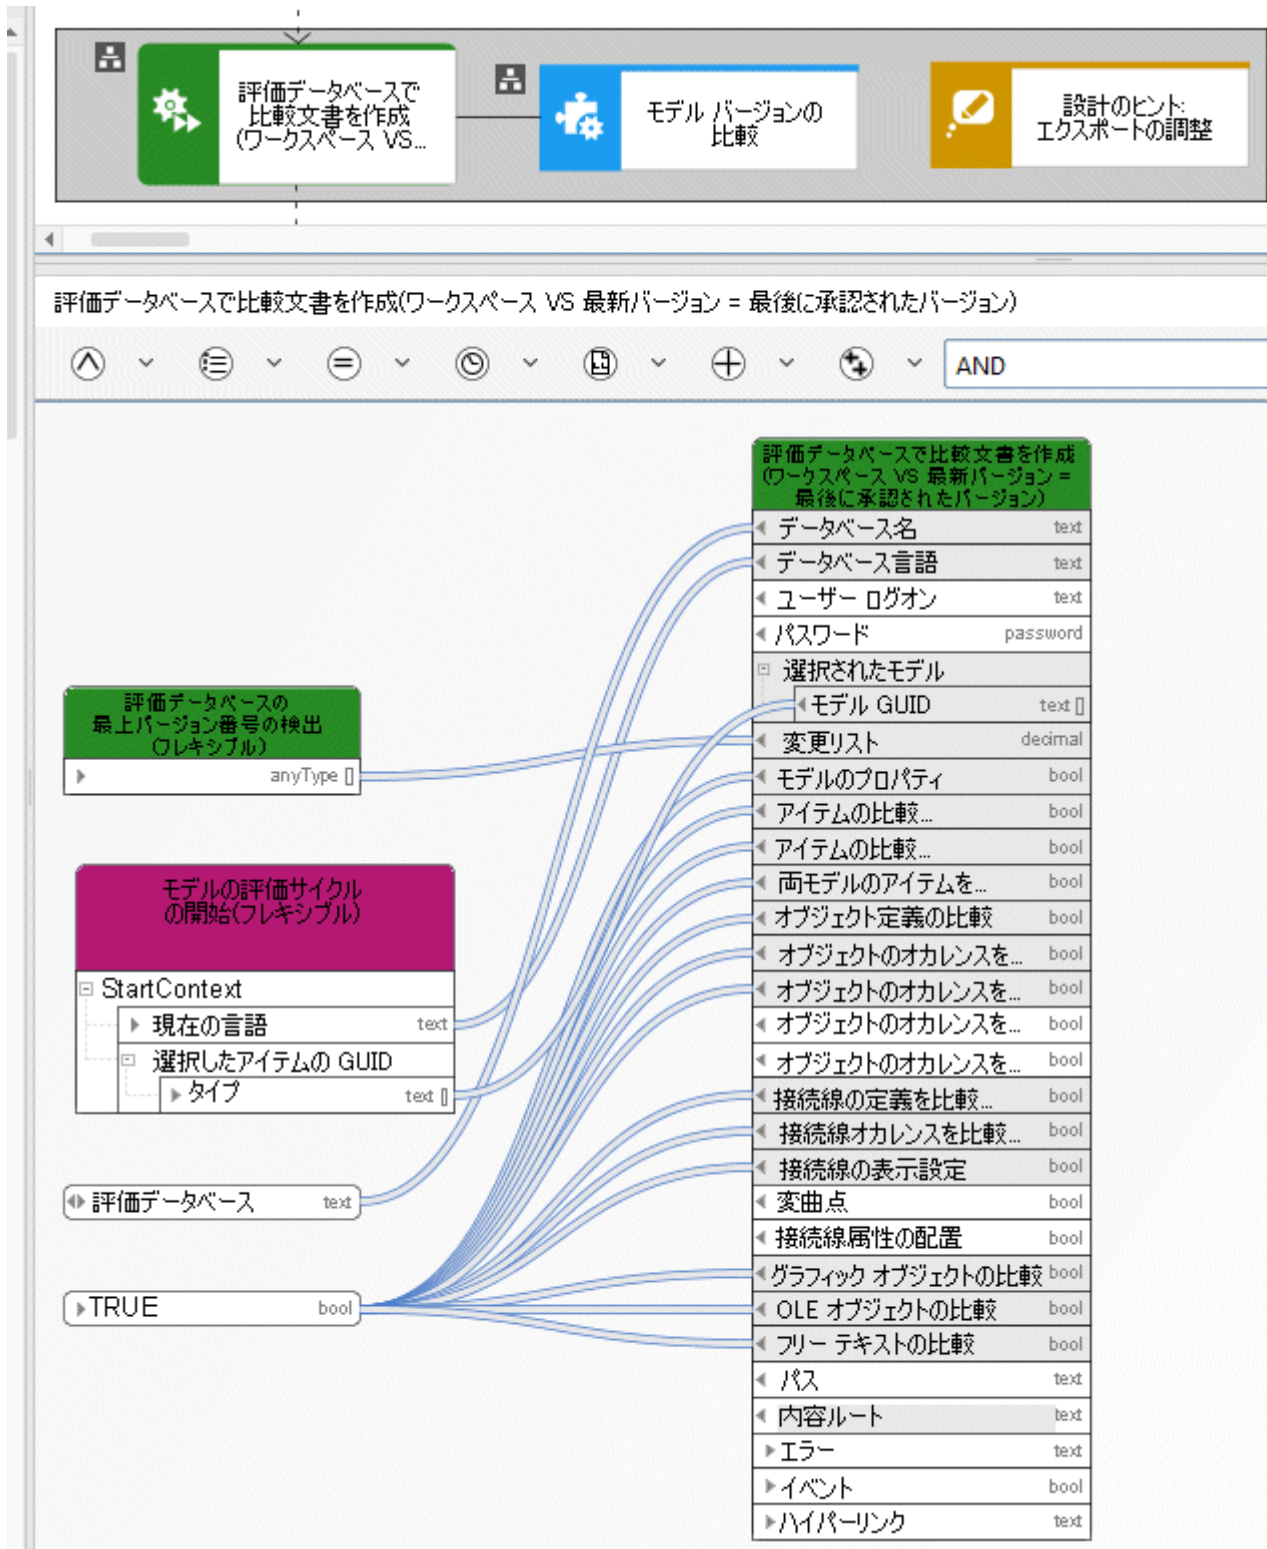 評価データベースで
比較文書を作成
(ワークスペース VS...
モデル バージョンの
比較
設計のヒント:
エクスポートの調整
評価データベースで比較文書を作成(ワークスペース VS 最新バージョン = 最後に承認されたバージョン)
AND
評価データベースで比較文書を作成
(ワークスペース VS 最新バージョン =
最後に承認されたバージョン)
データベース名 text
データベース言語 text
ユーザー ログオン text
パスワード password
選択されたモデル
モデル GUID text []
変更リスト decimal
モデルのプロパティ bool
アイテムの比較... bool
アイテムの比較... bool
両モデルのアイテムを... bool
オブジェクト定義の比較 bool
オブジェクトのオカレンスを... bool
オブジェクトのオカレンスを... bool
オブジェクトのオカレンスを... bool
オブジェクトのオカレンスを... bool
接続線の定義を比較... bool
接続線オカレンスを比較... bool
接続線の表示設定 bool
変曲点 bool
接続線属性の配置 bool
グラフィック オブジェクトの比較 bool
OLE オブジェクトの比較 bool
フリー テキストの比較 bool
パス text
内容ルート text
エラー text
イベント bool
ハイパーリンク text
評価データベースの
最上バージョン番号の検出
(フレキシブル)
anyType []
モデルの評価サイクル
の開始(フレキシブル)
StartContext
現在の言語 text
選択したアイテムの GUID
タイプ text []
評価データベース text
TRUE bool